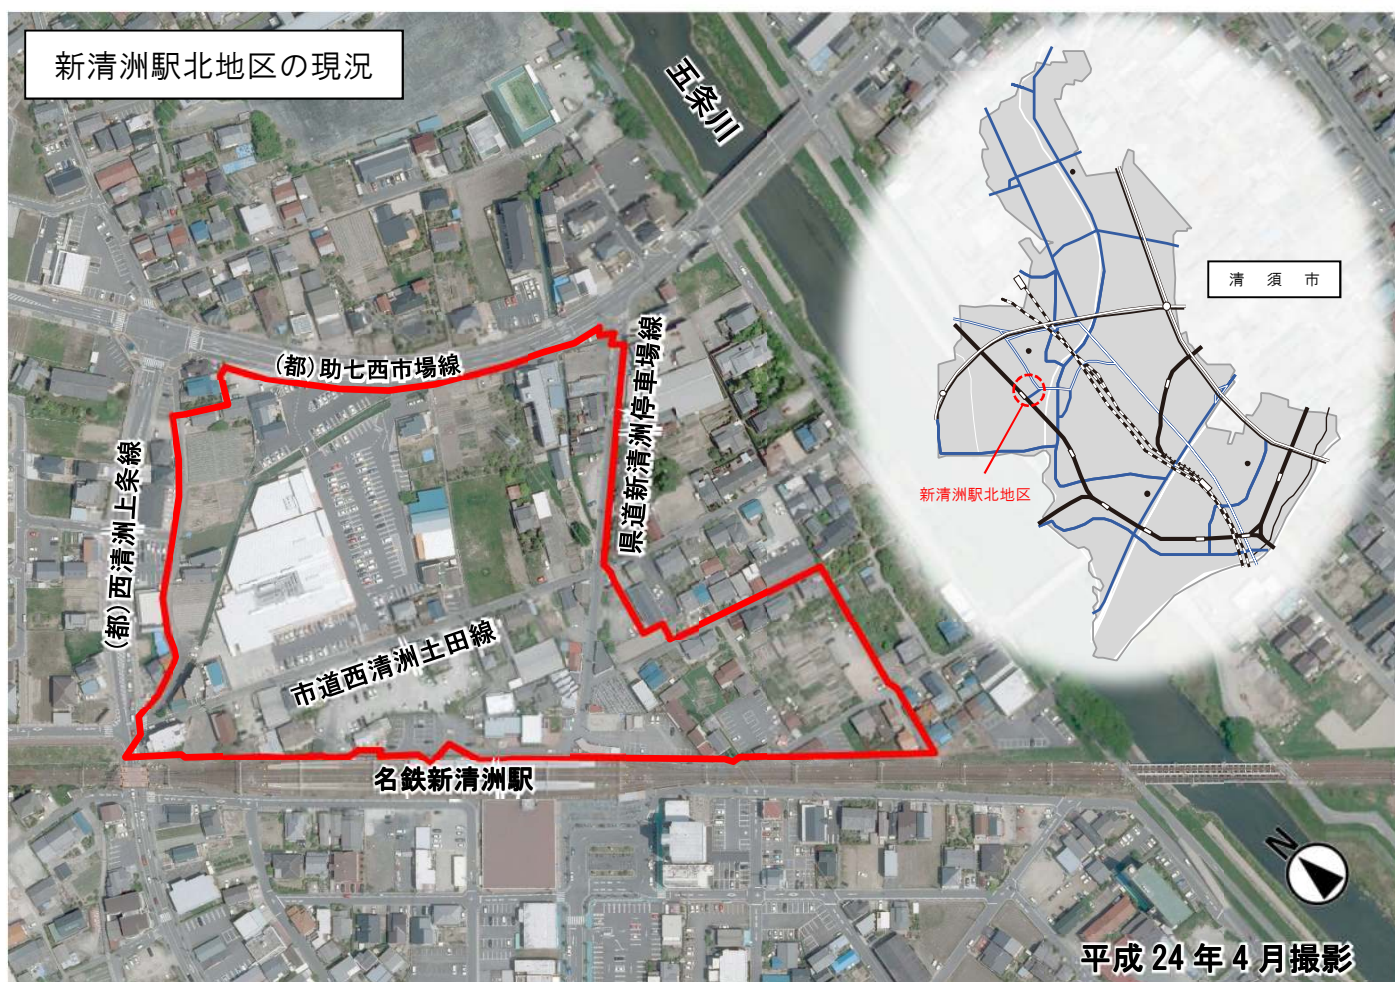 新清洲駅北地区の現況
五条川
清須市
(都)助七西市場線
県道新清洲停車場線
(都)西清洲上条線
新清洲駅北地区
市道西清洲土田線
名鉄新清洲駅
N
平成24年4月撮影